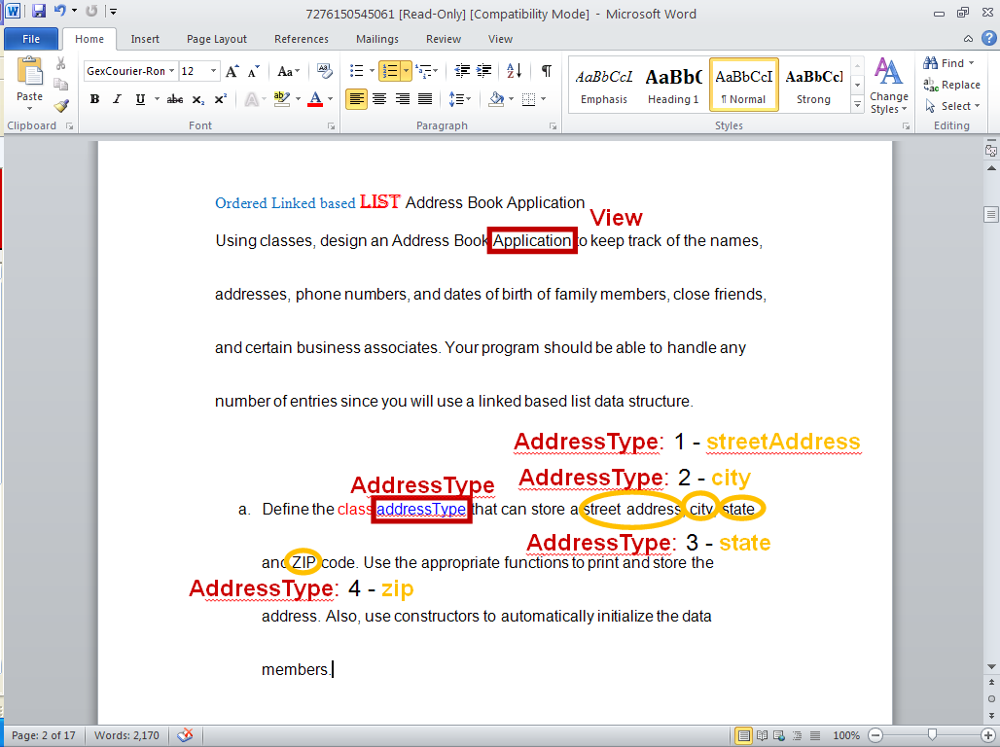 7276150545061 [Read-Only] [Compatibility Mode] - Microsoft Word
File Home Insert Page Layout References Mailings Review View
GexCourier-Ron 12 Aa AaBbCcI AaBbC AaBbCcI AaBbCcI
Find
Replace
Select
Paste
B I U abc x₂ x² A ab A
Emphasis Heading 1 ¶ Normal Strong
Change Styles
Clipboard Font Paragraph Styles Editing
Ordered Linked based LIST Address Book Application
View
Using classes, design an Address Book Application to keep track of the names,
addresses, phone numbers, and dates of birth of family members, close friends,
and certain business associates. Your program should be able to handle any
number of entries since you will use a linked based list data structure.
AddressType: 1 - streetAddress
AddressType: 2 - city
AddressType
a. Define the class addressType that can store a street address, city, state
AddressType: 3 - state
and ZIP code. Use the appropriate functions to print and store the
AddressType: 4 - zip
address. Also, use constructors to automatically initialize the data
members.
Page: 2 of 17 Words: 2,170 100%